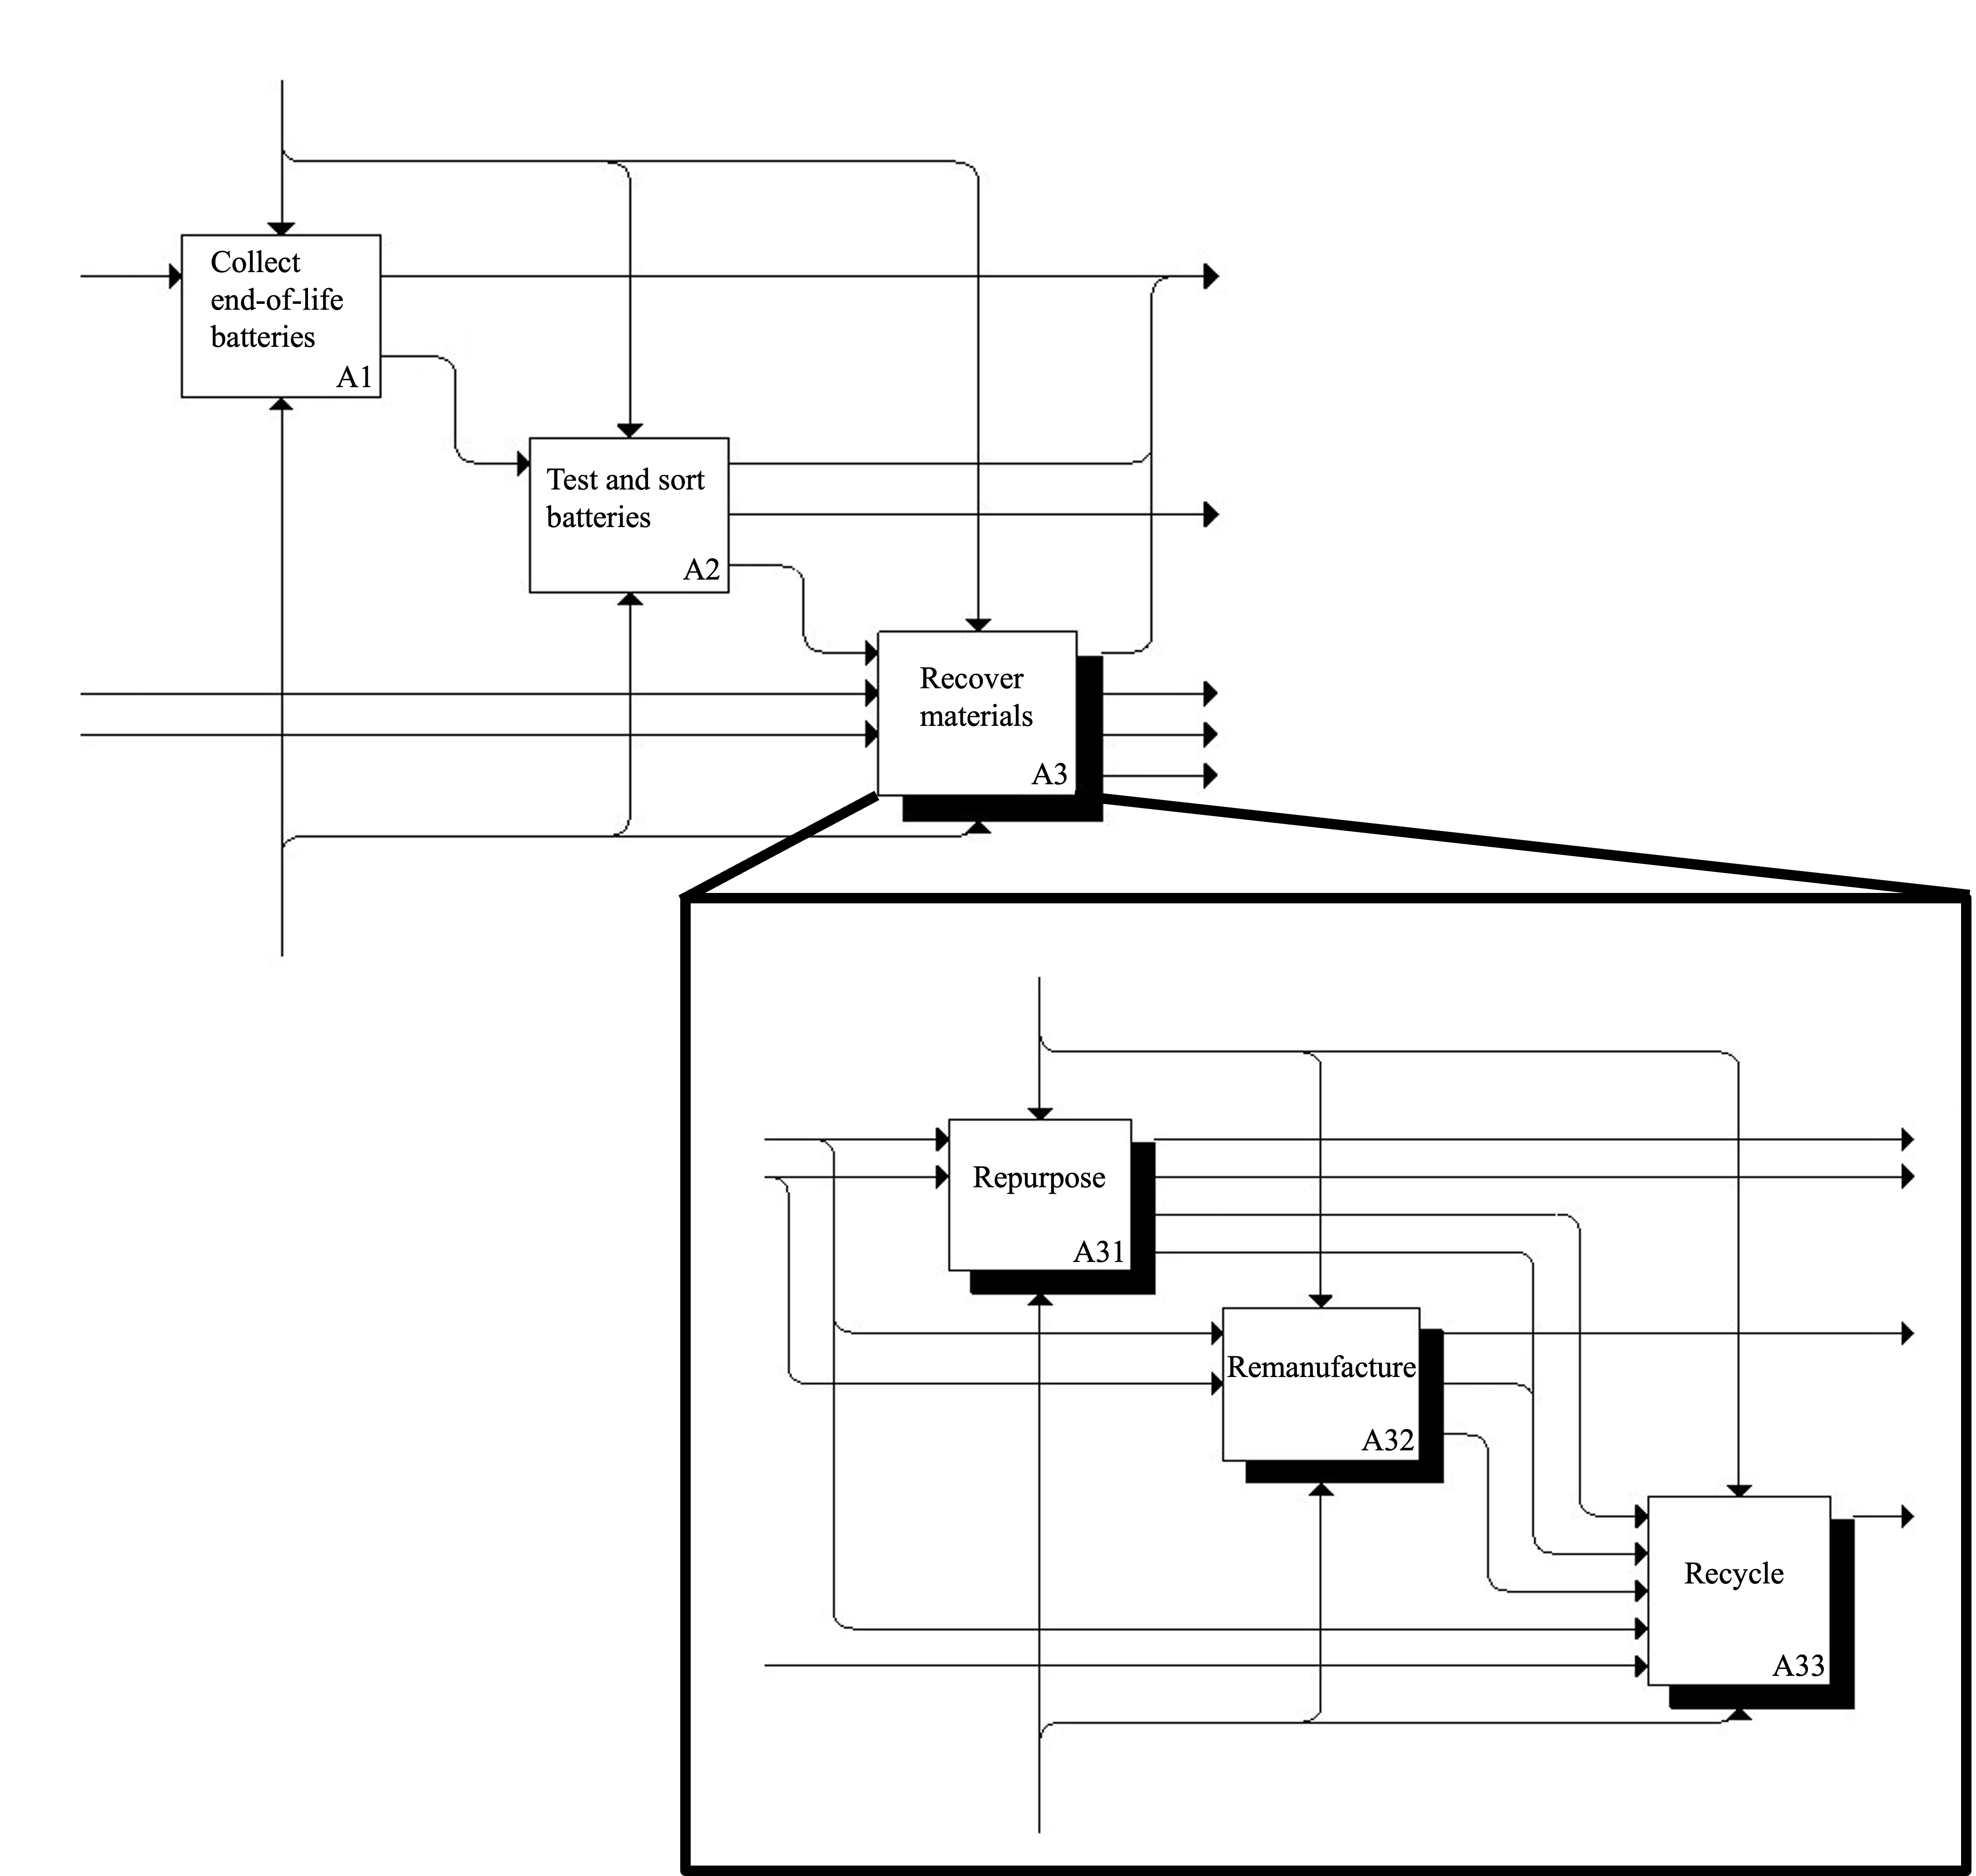 Collect
end-of-life
batteries
A1
Test and sort
batteries
A2
Recover
materials
A3
Repurpose
A31
Remanufacture
A32
Recycle
A33